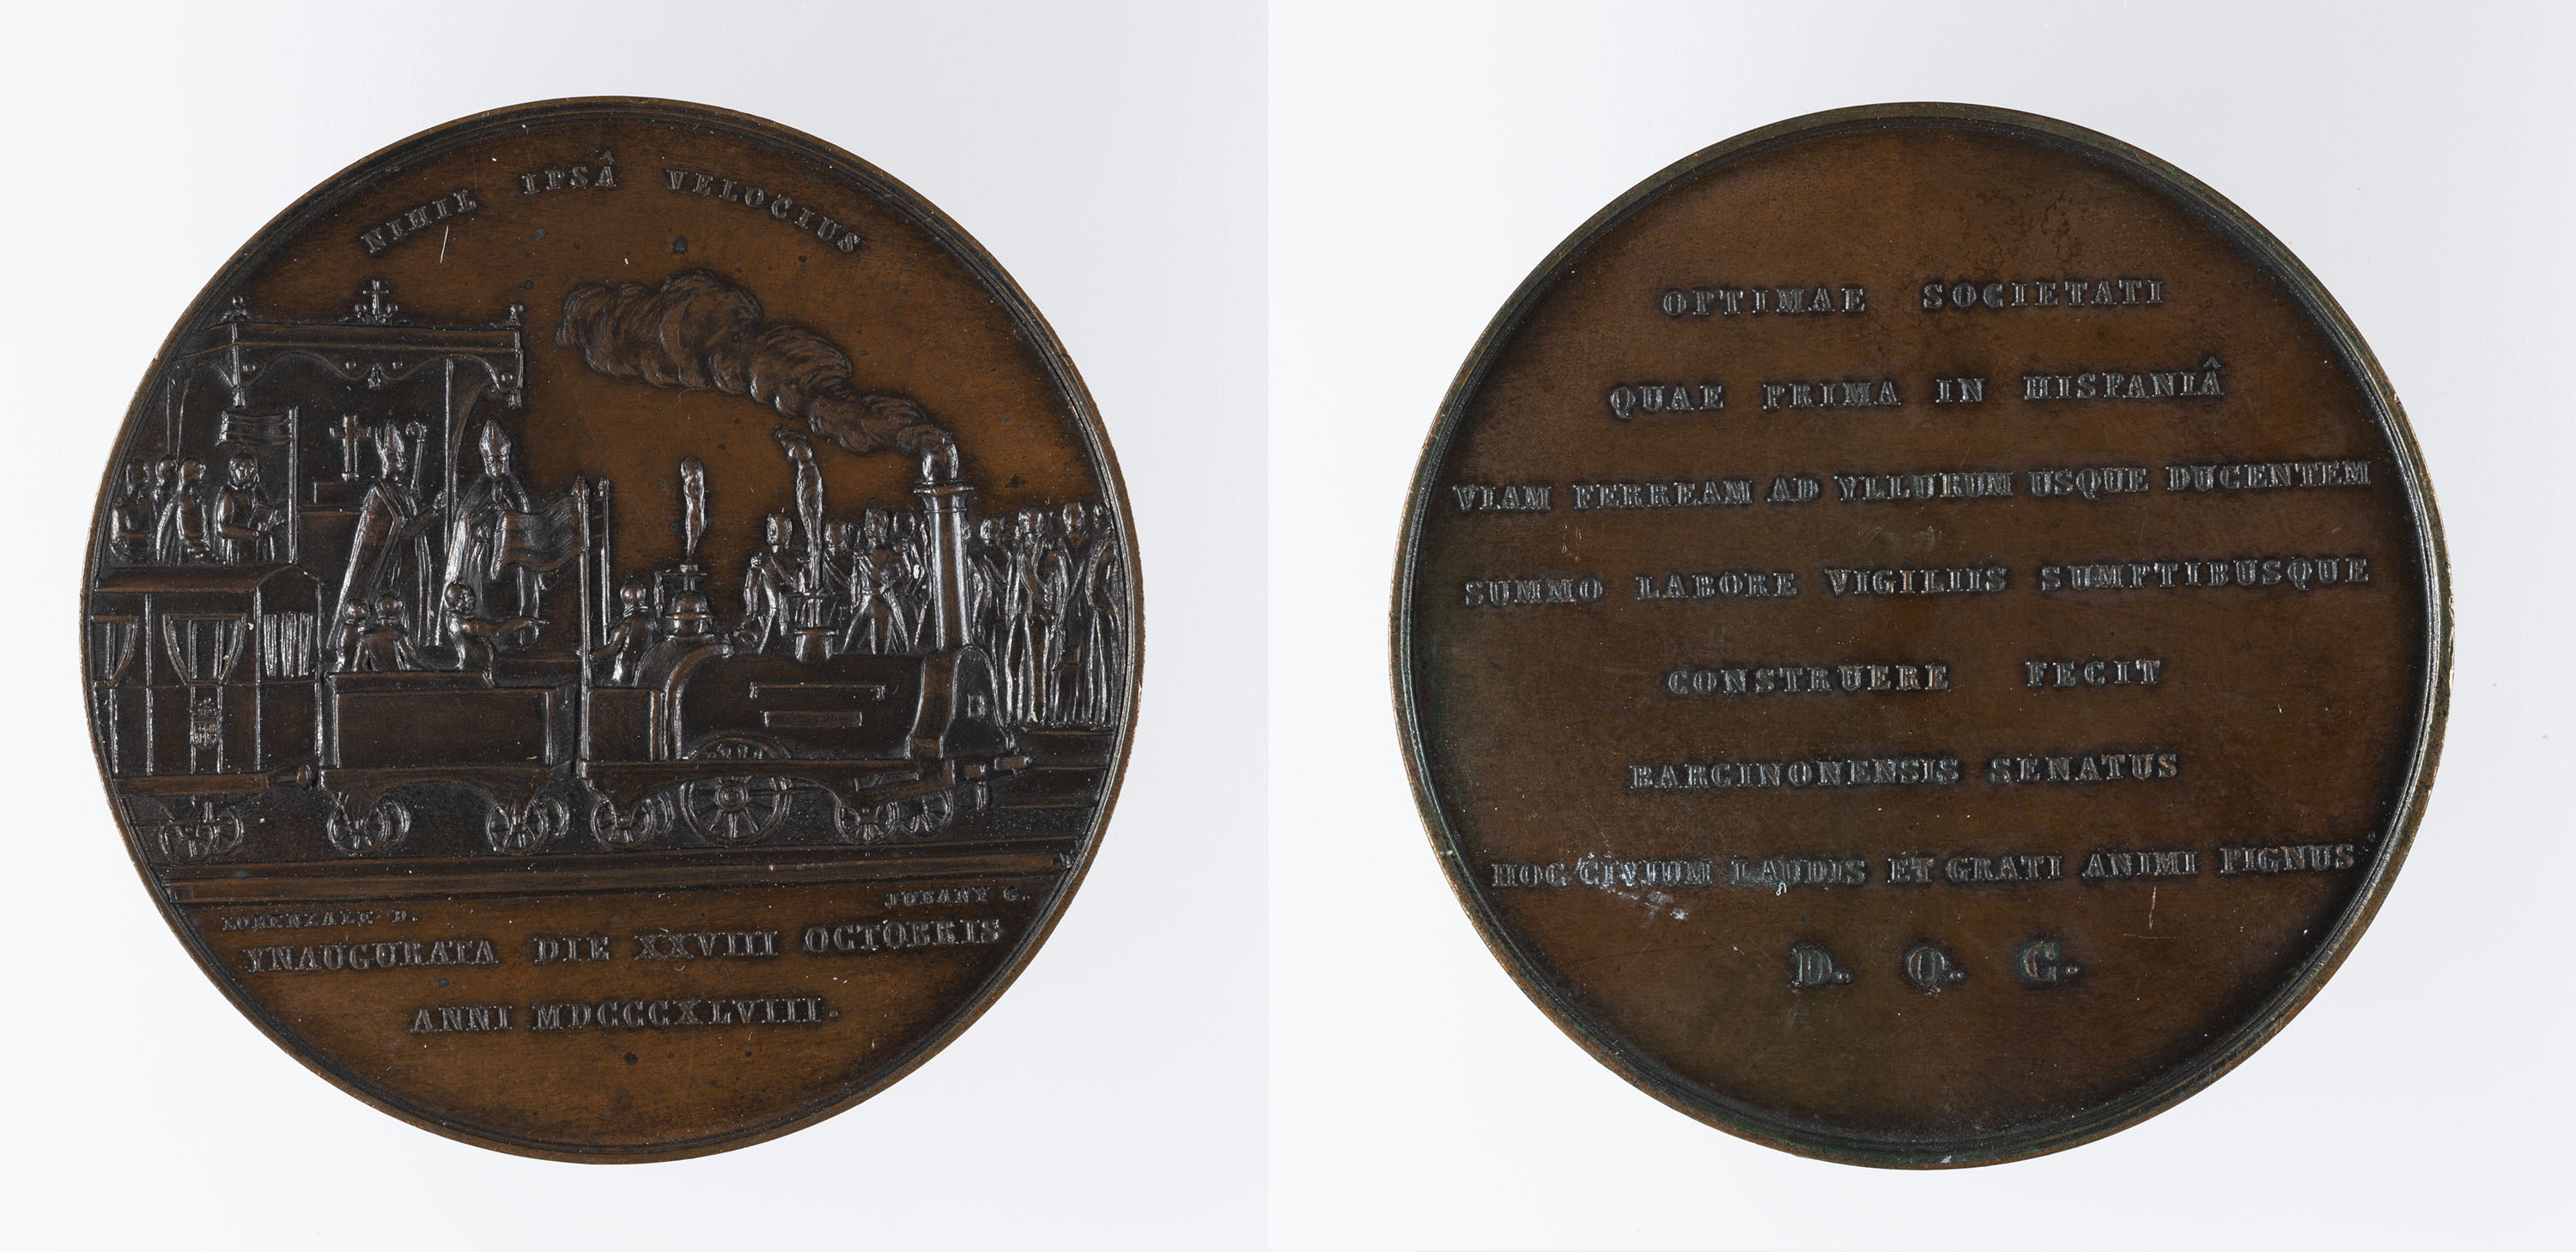 NIHIL IPSÂ VELOCIUS
LORENZALE D.
JUBANY G.
YNAUGURATA DIE XXVIII OCTOBRIS
ANNI MDCCCXLVIII.
OPTIMAE SOCIETATI
QUAE PRIMA IN HISPANIÂ
VIAM FERREAM AD YLLURUM USQUE DUCENTEM
SUMMO LABORE VIGILIIS SUMPTIBUSQUE
CONSTRUERE FECIT
BARCINONENSIS SENATUS
HOC CIVIUM LAUDIS ET GRATI ANIMI PIGNUS
D. O. C.